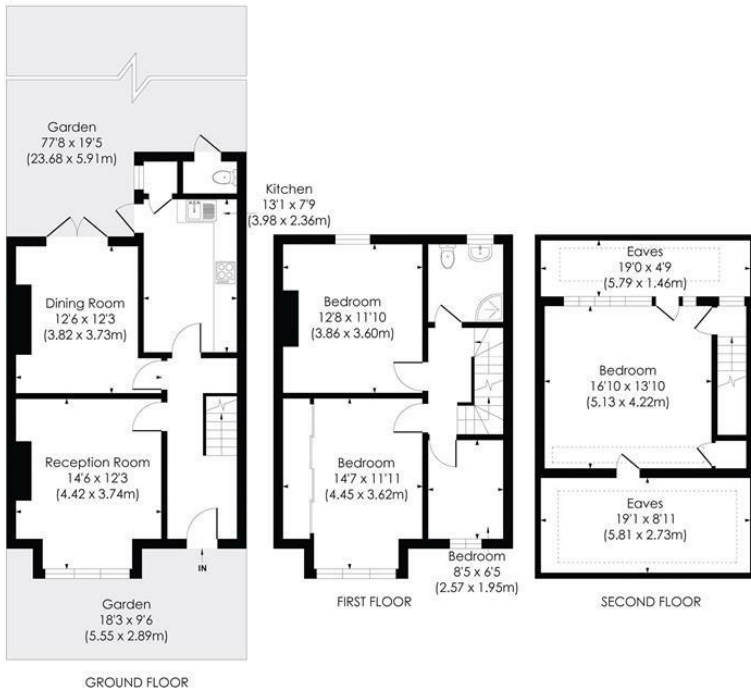 Garden
77'8 x 19'5
(23.68 x 5.91m)
Kitchen
13'1 x 7'9
(3.98 x 2.36m)
Dining Room
12'6 x 12'3
(3.82 x 3.73m)
Reception Room
14'6 x 12'3
(4.42 x 3.74m)
IN
Garden
18'3 x 9'6
(5.55 x 2.89m)
GROUND FLOOR
Bedroom
12'8 x 11'10
(3.86 x 3.60m)
Bedroom
14'7 x 11'11
(4.45 x 3.62m)
Bedroom
8'5 x 6'5
(2.57 x 1.95m)
FIRST FLOOR
Eaves
19'0 x 4'9
(5.79 x 1.46m)
Bedroom
16'10 x 13'10
(5.13 x 4.22m)
Eaves
19'1 x 8'11
(5.81 x 2.73m)
SECOND FLOOR